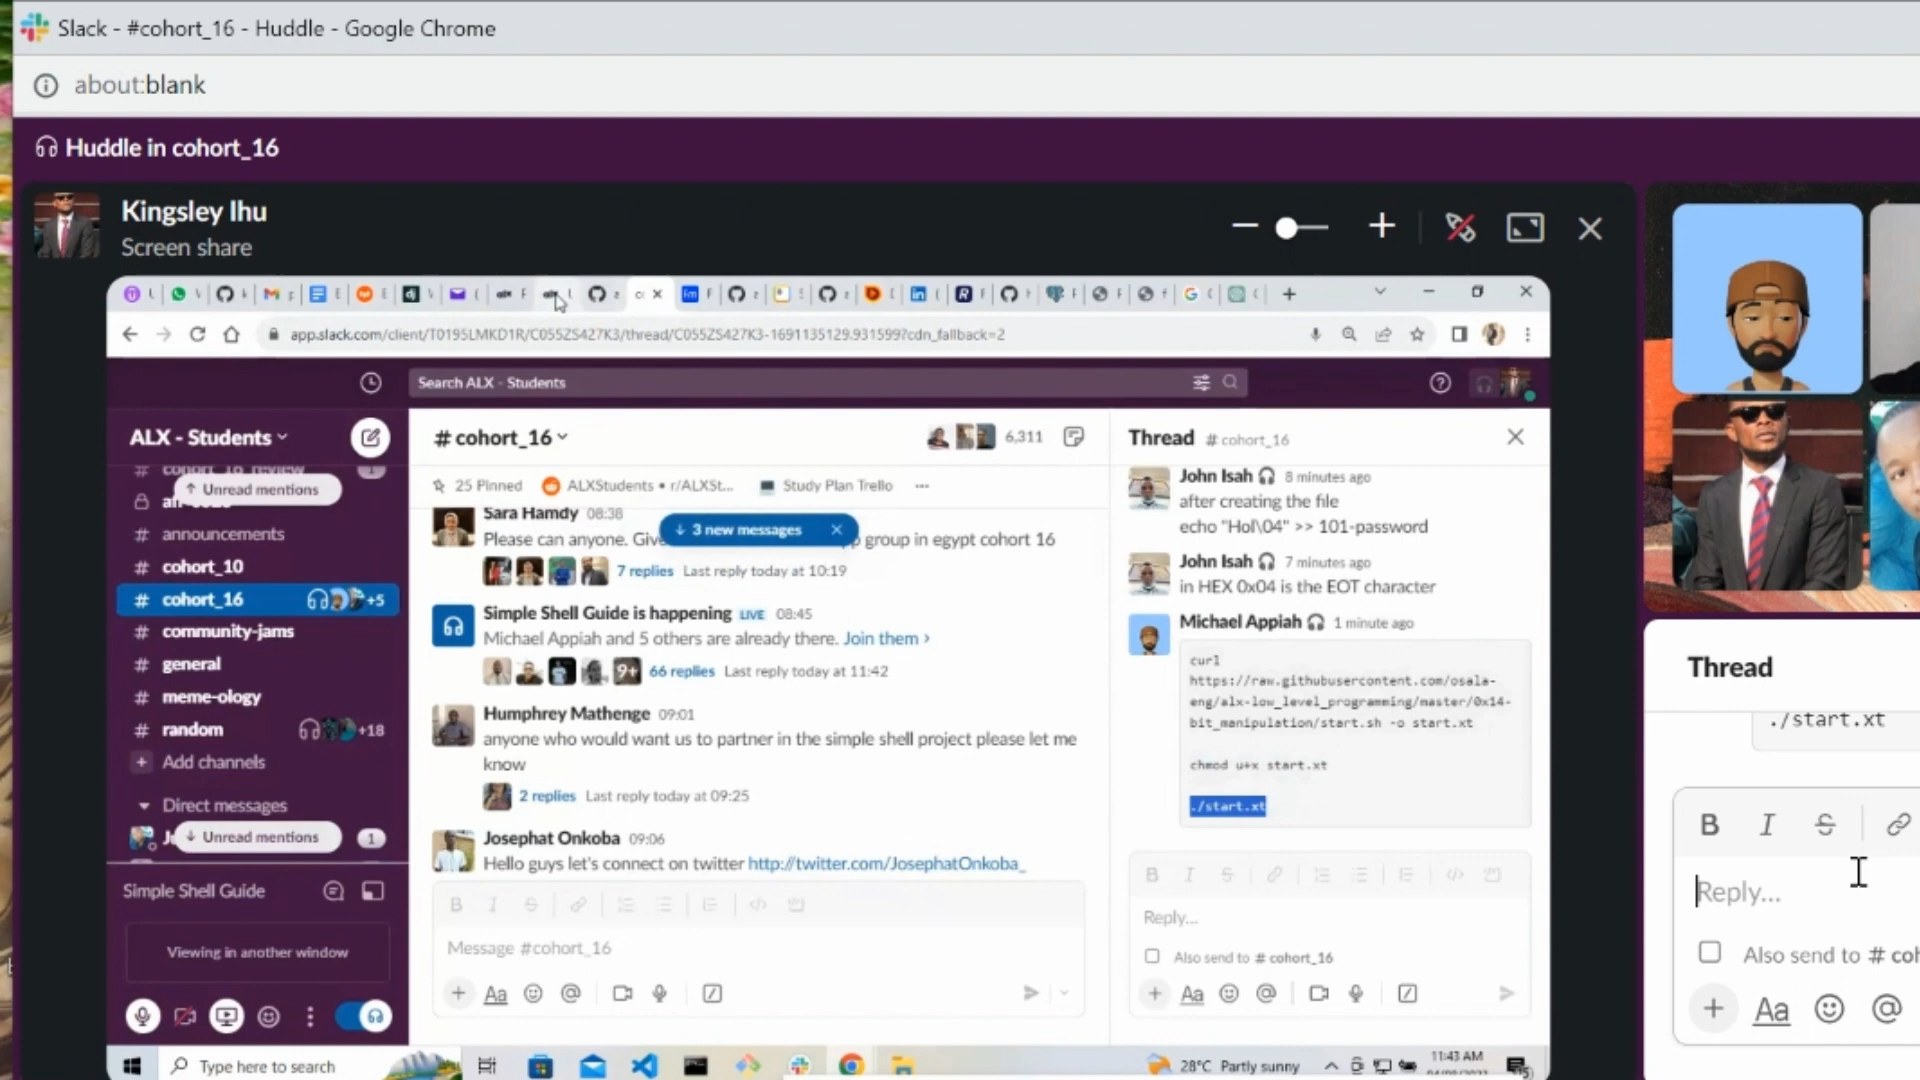 Slack - #cohort_16 - Huddle - Google Chrome
about:blank
Huddle in cohort_16
Kingsley Ihu
Screen share
app.slack.com/client/T0195LMKD1R/C055ZS427K3/thread/C055ZS427K3-1691135129.931599?cdn_fallback=2
Search ALX - Students
ALX - Students
cohort_16_review
1
↑ Unread mentions
# announcements
# cohort_10
# cohort_16 +5
# community-jams
# general
# meme-ology
# random +18
+ Add channels
Direct messages
↓ Unread mentions
1
Simple Shell Guide
Viewing in another window
# cohort_16
6,311
25 Pinned
ALXStudents • r/ALXSt...
Study Plan Trello
...
Sara Hamdy 08:38
↓ 3 new messages
Please can anyone. Give
group in egypt cohort 16
7 replies Last reply today at 10:19
Simple Shell Guide is happening LIVE 08:45
Michael Appiah and 5 others are already there. Join them ›
9+ 66 replies Last reply today at 11:42
Humphrey Mathenge 09:01
anyone who would want us to partner in the simple shell project please let me
know
2 replies Last reply today at 09:25
Josephat Onkoba 09:06
Hello guys let's connect on twitter http://twitter.com/JosephatOnkoba_
B I S
Message #cohort_16
+ Aa @
Thread # cohort_16
John Isah 8 minutes ago
after creating the file
echo "Hol\04" >> 101-password
John Isah 7 minutes ago
in HEX 0x04 is the EOT character
Michael Appiah 1 minute ago
curl
https://raw.githubusercontent.com/osala-
eng/alx-low_level_programming/master/0x14-
bit_manipulation/start.sh -o start.xt
chmod u+x start.xt
./start.xt
B I S
Reply...
Also send to # cohort_16
+ Aa @
Type here to search
28°C Partly sunny
11:43 AM
Thread
./start.xt
B I S
Reply...
Also send to # coh
+ Aa @